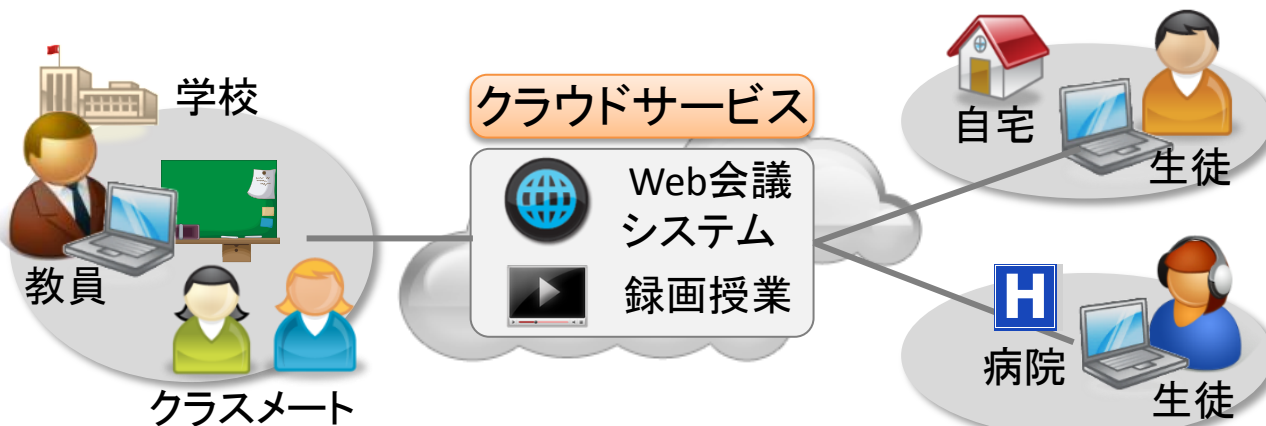 学校
教員
クラスメート
クラウドサービス
Web会議
システム
録画授業
自宅
生徒
H
病院
生徒